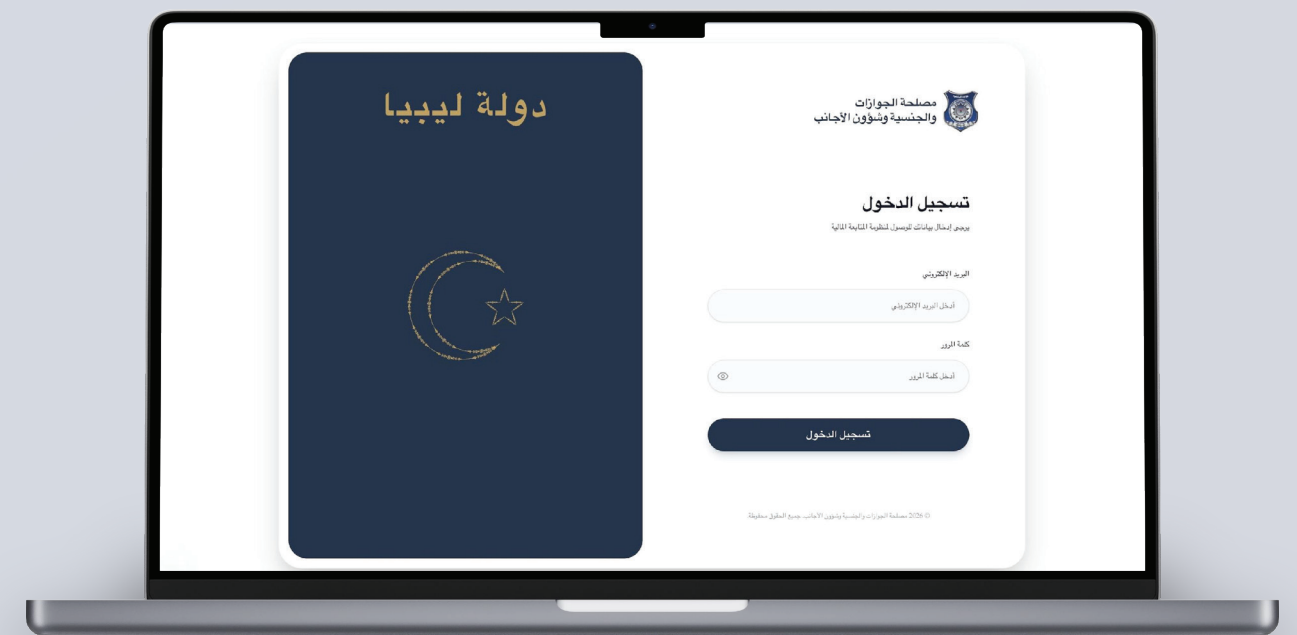 دولة ليبيا
مصلحة الجوازات
والجنسية وشؤون الأجانب
تسجيل الدخول
يرجى إدخال بياناتك للوصول لمنظومة المتابعة المالية
البريد الإلكتروني
أدخل البريد الإلكتروني
كلمة المرور
أدخل كلمة المرور
تسجيل الدخول
© 2026 مصلحة الجوازات والجنسية وشؤون الأجانب. جميع الحقوق محفوظة